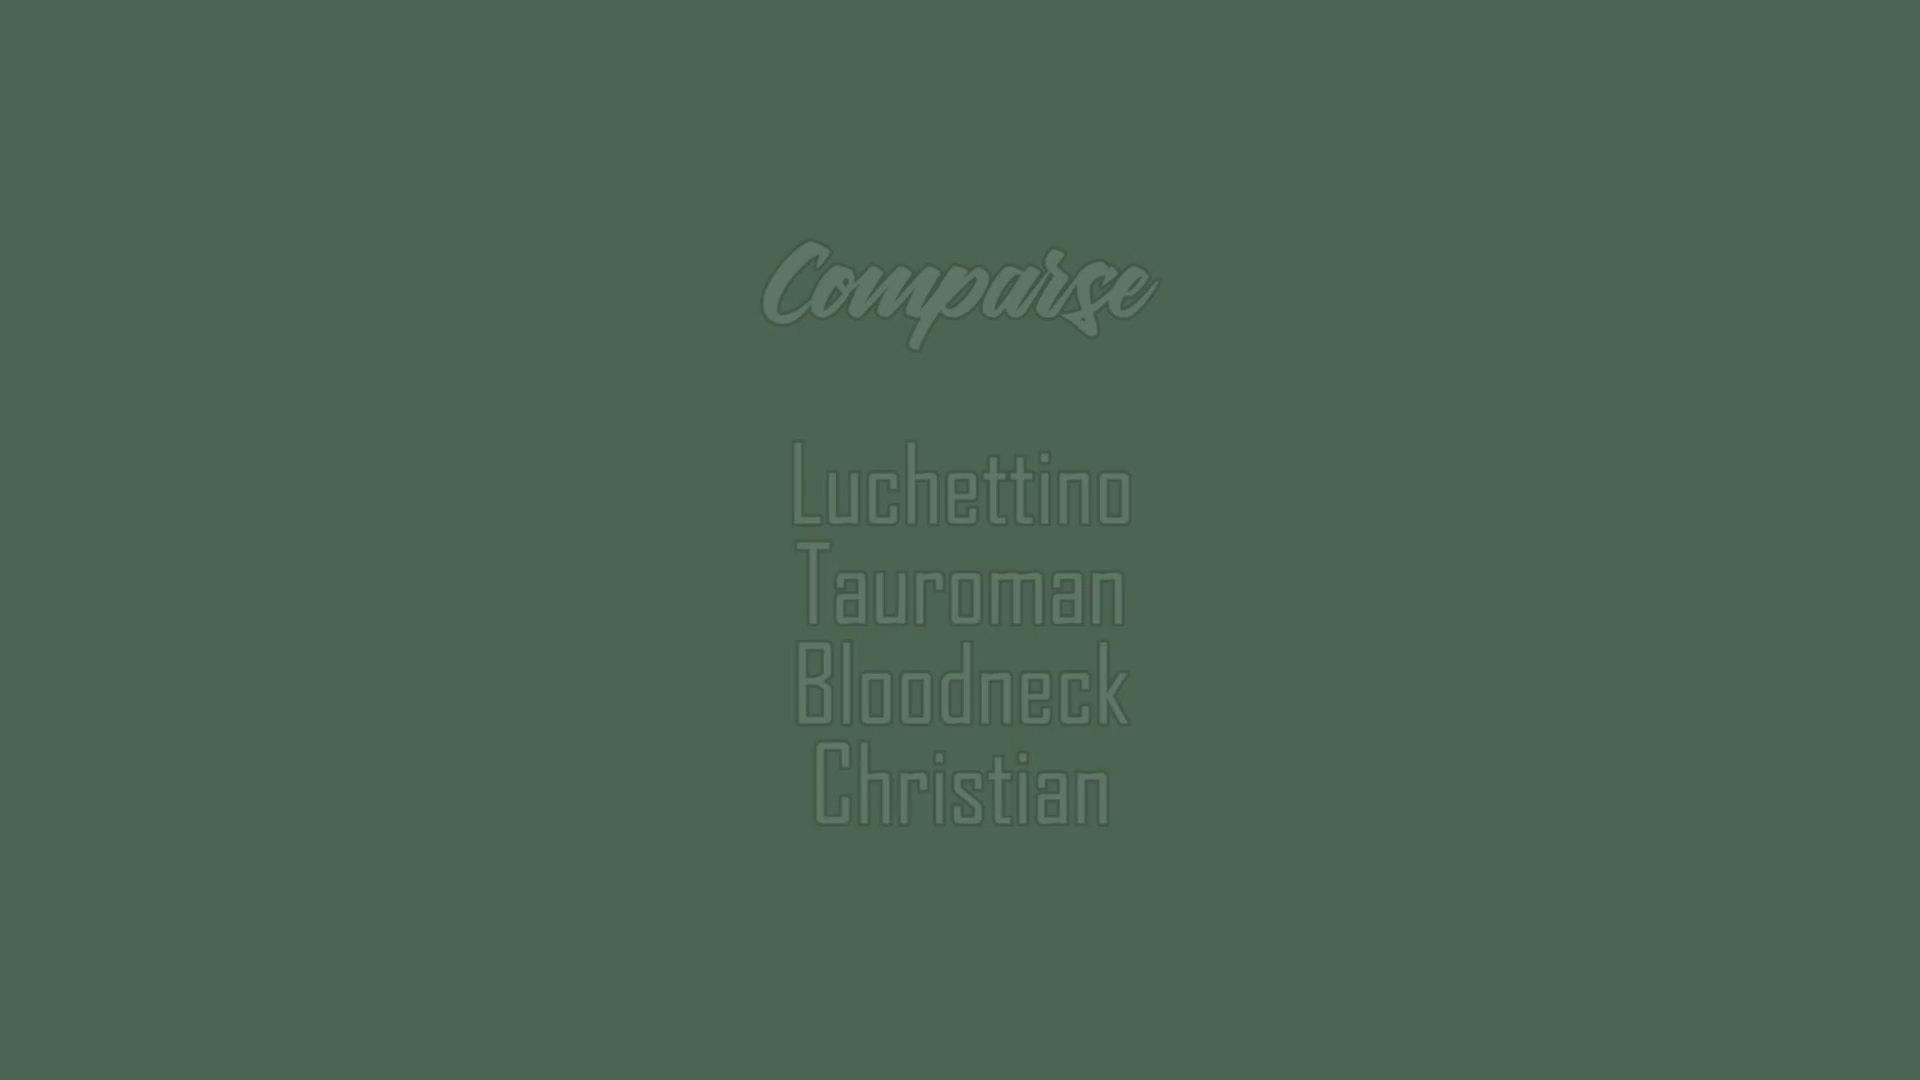 Comparse
Luchettino
Tauroman
Bloodneck
Christian